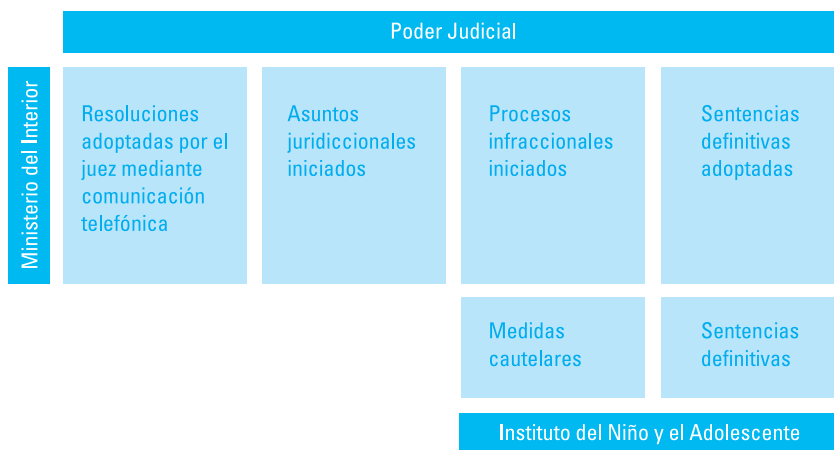 Poder Judicial
Ministerio del Interior
Resoluciones
adoptadas por el
juez mediante
comunicación
telefónica
Asuntos
juridiccionales
iniciados
Procesos
infraccionales
iniciados
Sentencias
definitivas
adoptadas
Medidas
cautelares
Sentencias
definitivas
Instituto del Niño y el Adolescente